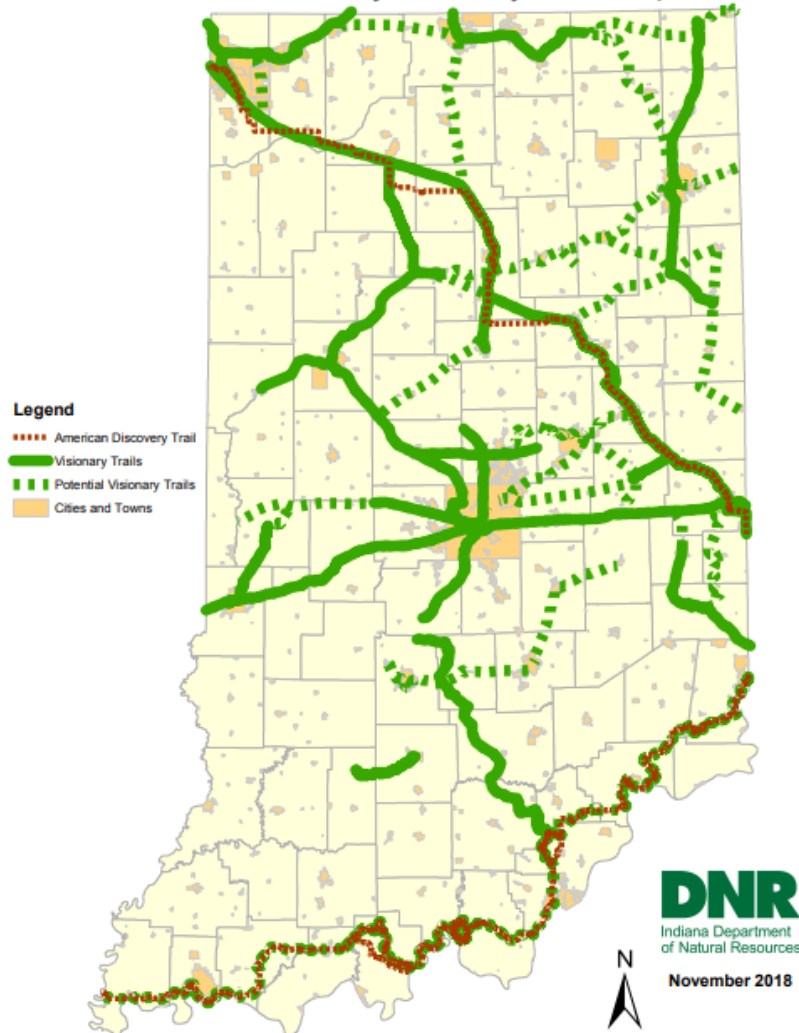 Legend
American Discovery Trail
Visionary Trails
Potential Visionary Trails
Cities and Towns
DNR
Indiana Department
of Natural Resources
N
November 2018